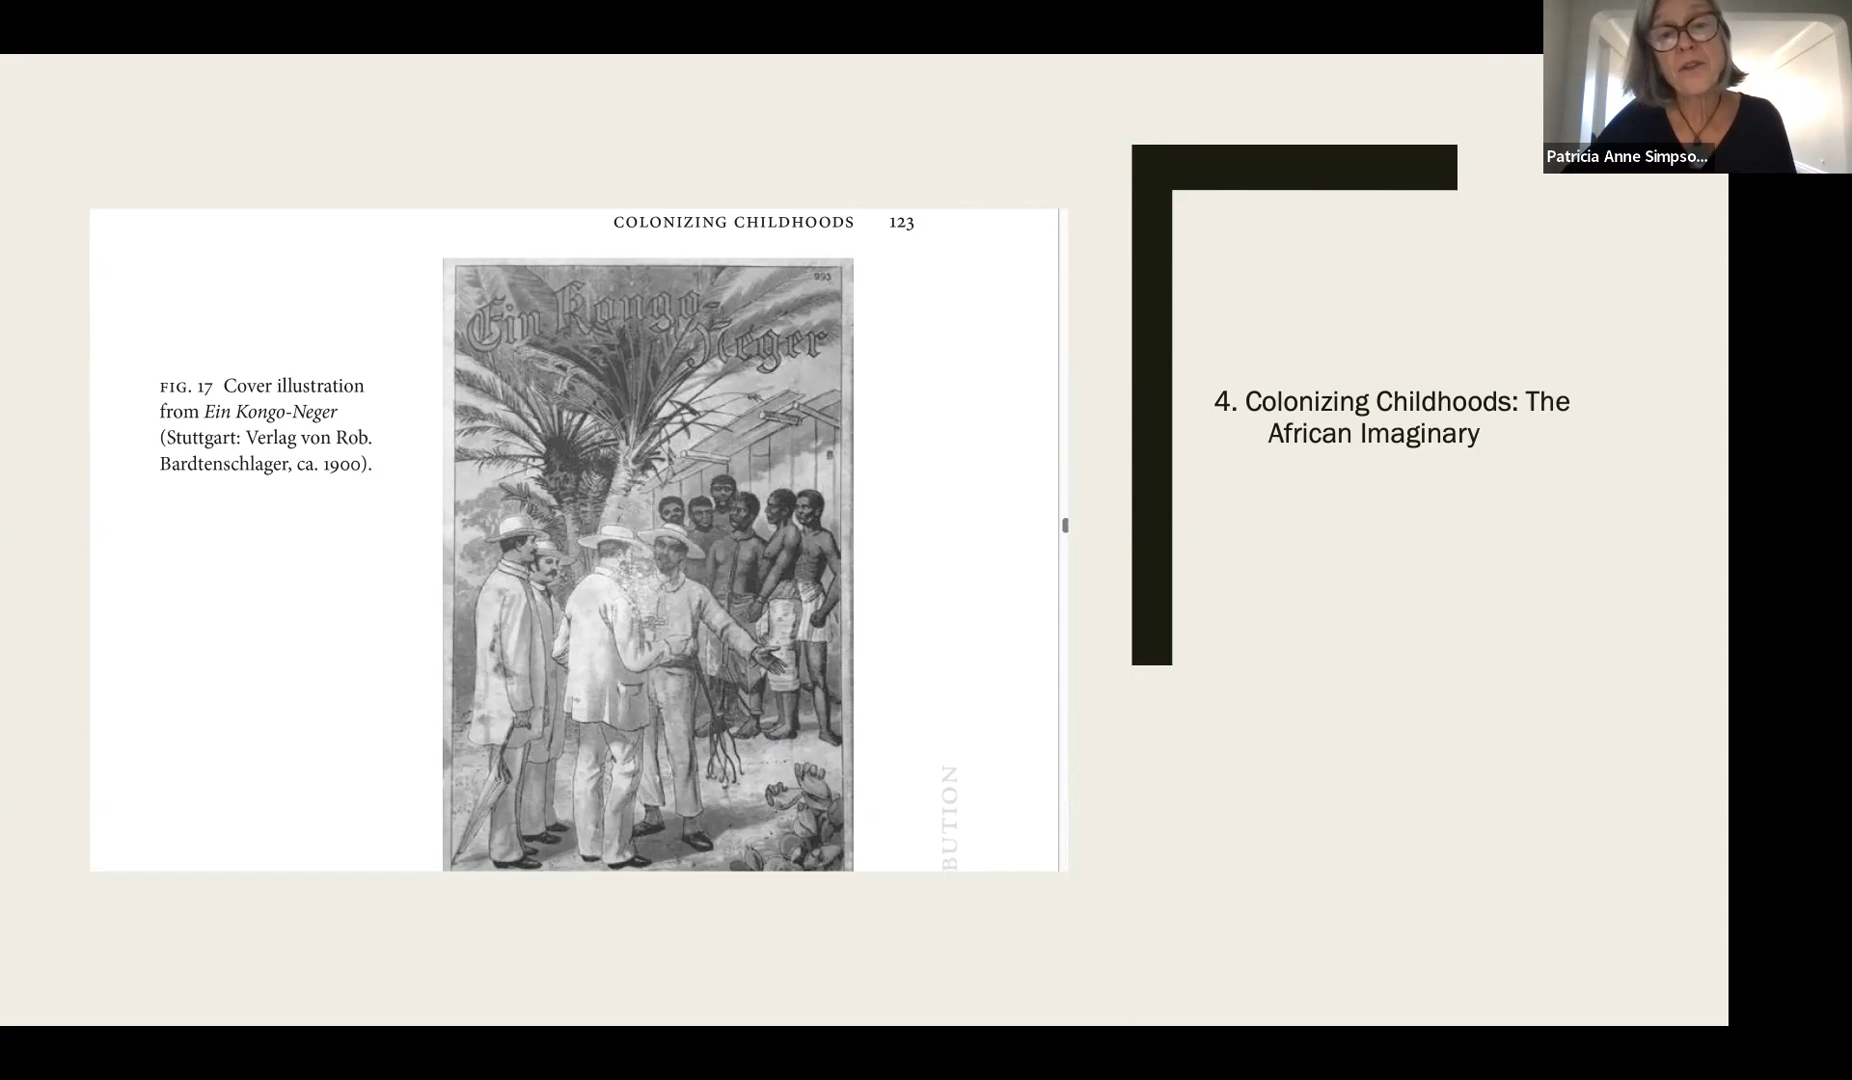 Patricia Anne Simpso...
COLONIZING CHILDHOODS 123
993
Ein Kongo-
Neger
FIG. 17 Cover illustration
from Ein Kongo-Neger
(Stuttgart: Verlag von Rob.
Bardtenschlager, ca. 1900).
BUTION
4. Colonizing Childhoods: The
African Imaginary